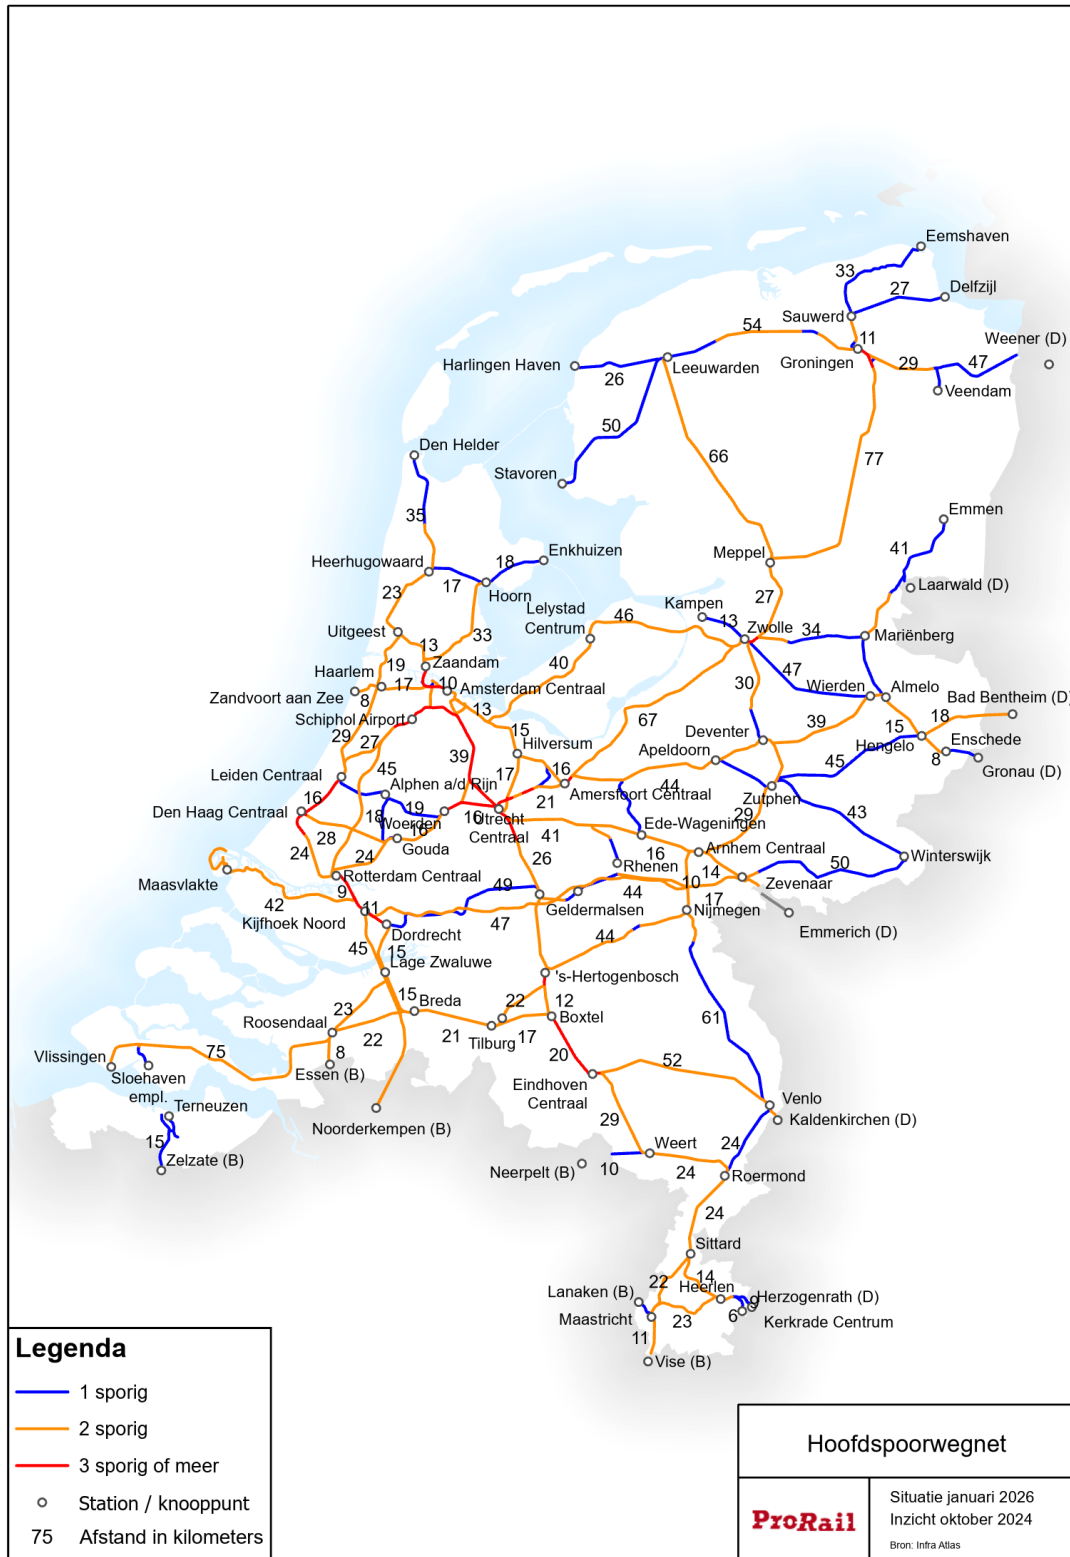 Eemshaven
33
27
Delfzijl
Sauwerd
54
11
Weener (D)
Harlingen Haven
Leeuwarden
Groningen
29
47
26
Veendam
50
Den Helder
66
77
Stavoren
35
Emmen
Enkhuizen
41
Heerhugowaard
18
Meppel
17
Hoorn
Laarwald (D)
23
Lelystad
Centrum
46
Kampen
27
13
Zwolle
34
Uitgeest
33
Mariënberg
13
Zaandam
40
Haarlem
19
17
10
Amsterdam Centraal
47
Wierden
Almelo
Zandvoort aan Zee
8
30
Bad Bentheim (D)
Schiphol Airport
13
67
39
15
18
29
27
15
Hilversum
Deventer
Hengelo
Enschede
39
Apeldoorn
8
Gronau (D)
Leiden Centraal
45
Alphen a/d Rijn
17
16
44
45
16
19
21
Amersfoort Centraal
Zutphen
Den Haag Centraal
18
Woerden
16
Utrecht
Centraal
29
43
28
16
Gouda
41
Ede-Wageningen
24
24
16
Arnhem Centraal
Maasvlakte
Rotterdam Centraal
26
Rhenen
14
50
Winterswijk
9
49
44
10
Zevenaar
42
11
47
Geldermalsen
17
Nijmegen
Kijfhoek Noord
Dordrecht
44
Emmerich (D)
45
15
Lage Zwaluwe
's-Hertogenbosch
15
Breda
22
12
23
Boxtel
61
Roosendaal
22
21
Tilburg
17
Vlissingen
75
8
20
52
Sloehaven
empl.
Essen (B)
Eindhoven
Centraal
Venlo
Terneuzen
Noorderkempen (B)
29
Kaldenkirchen (D)
15
Weert
24
Zelzate (B)
Neerpelt (B)
10
24
Roermond
24
Sittard
22
14
Lanaken (B)
Heerlen
9
Herzogenrath (D)
Maastricht
23
6
Kerkrade Centrum
11
Vise (B)
Legenda
1 sporig
2 sporig
3 sporig of meer
Station / knooppunt
75 Afstand in kilometers
Hoofdspoorwegnet
ProRail
Situatie januari 2026
Inzicht oktober 2024
Bron: Infra Atlas